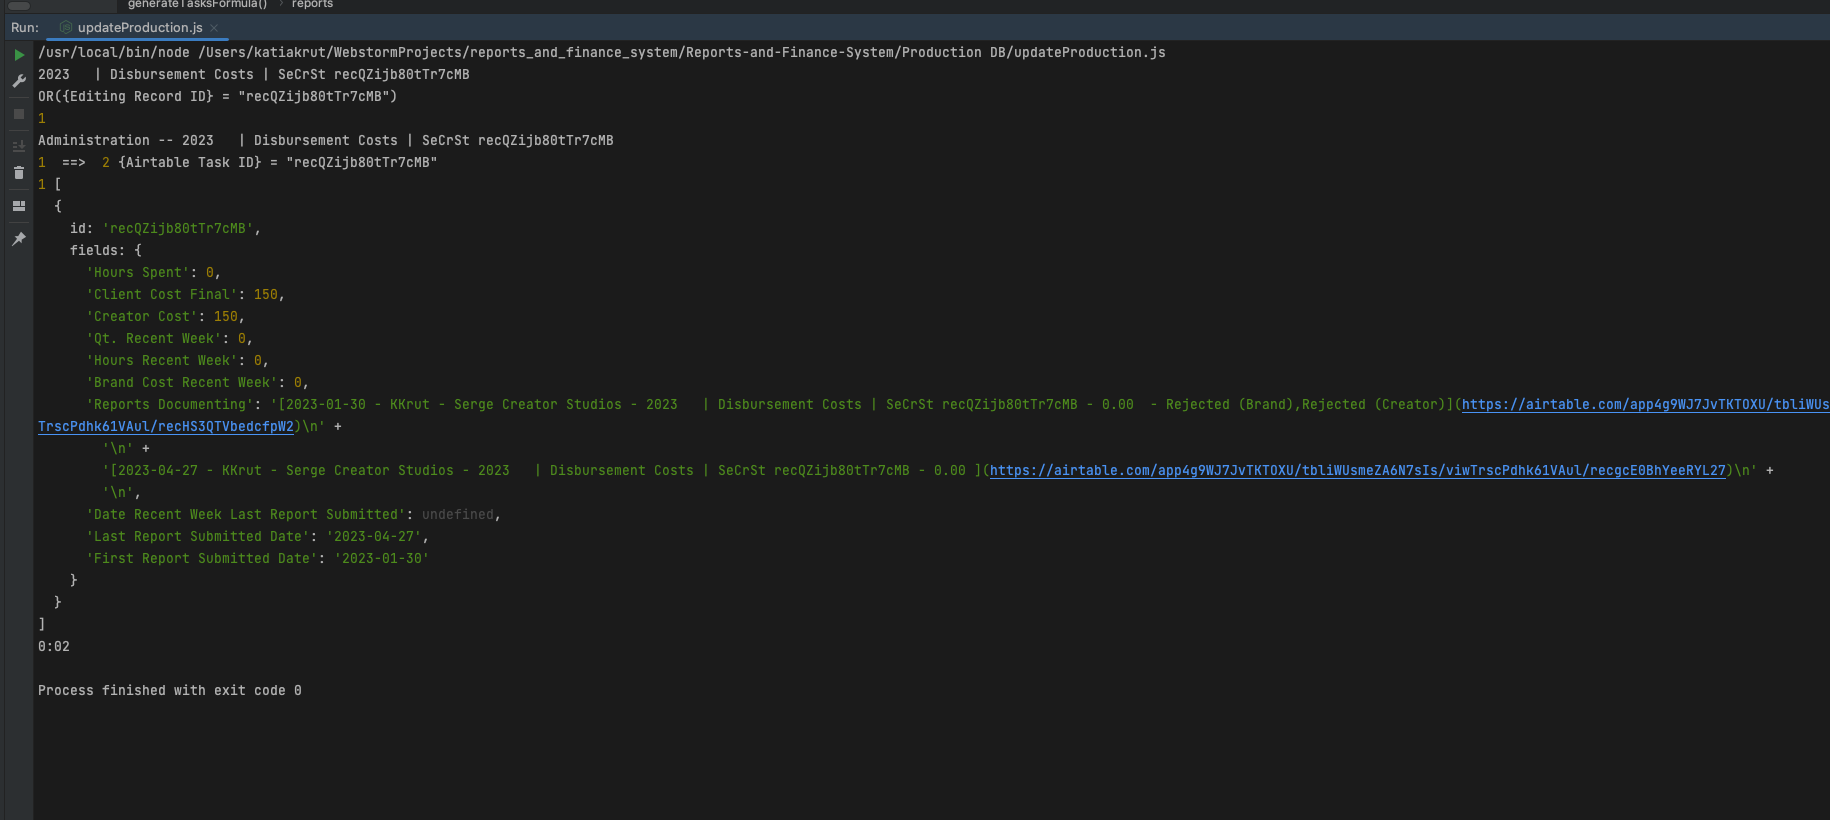 generateTasksFormula() › reports
Run: updateProduction.js ×
/usr/local/bin/node /Users/katiakrut/WebstormProjects/reports_and_finance_system/Reports-and-Finance-System/Production DB/updateProduction.js
2023   | Disbursement Costs | SeCrSt recQZijb80tTr7cMB
OR({Editing Record ID} = "recQZijb80tTr7cMB")
1
Administration -- 2023   | Disbursement Costs | SeCrSt recQZijb80tTr7cMB
1  ==>  2 {Airtable Task ID} = "recQZijb80tTr7cMB"
1 [
  {
    id: 'recQZijb80tTr7cMB',
    fields: {
      'Hours Spent': 0,
      'Client Cost Final': 150,
      'Creator Cost': 150,
      'Qt. Recent Week': 0,
      'Hours Recent Week': 0,
      'Brand Cost Recent Week': 0,
      'Reports Documenting': '[2023-01-30 - KKrut - Serge Creator Studios - 2023   | Disbursement Costs | SeCrSt recQZijb80tTr7cMB - 0.00  - Rejected (Brand),Rejected (Creator)](https://airtable.com/app4g9WJ7JvTKTOXU/tbliWUs
TrscPdhk61VAul/recHS3QTVbedcfpW2)\n' +
        '\n' +
        '[2023-04-27 - KKrut - Serge Creator Studios - 2023   | Disbursement Costs | SeCrSt recQZijb80tTr7cMB - 0.00 ](https://airtable.com/app4g9WJ7JvTKTOXU/tbliWUsmeZA6N7sIs/viwTrscPdhk61VAul/recgcE0BhYeeRYL27)\n' +
        '\n',
      'Date Recent Week Last Report Submitted': undefined,
      'Last Report Submitted Date': '2023-04-27',
      'First Report Submitted Date': '2023-01-30'
    }
  }
]
0:02
Process finished with exit code 0